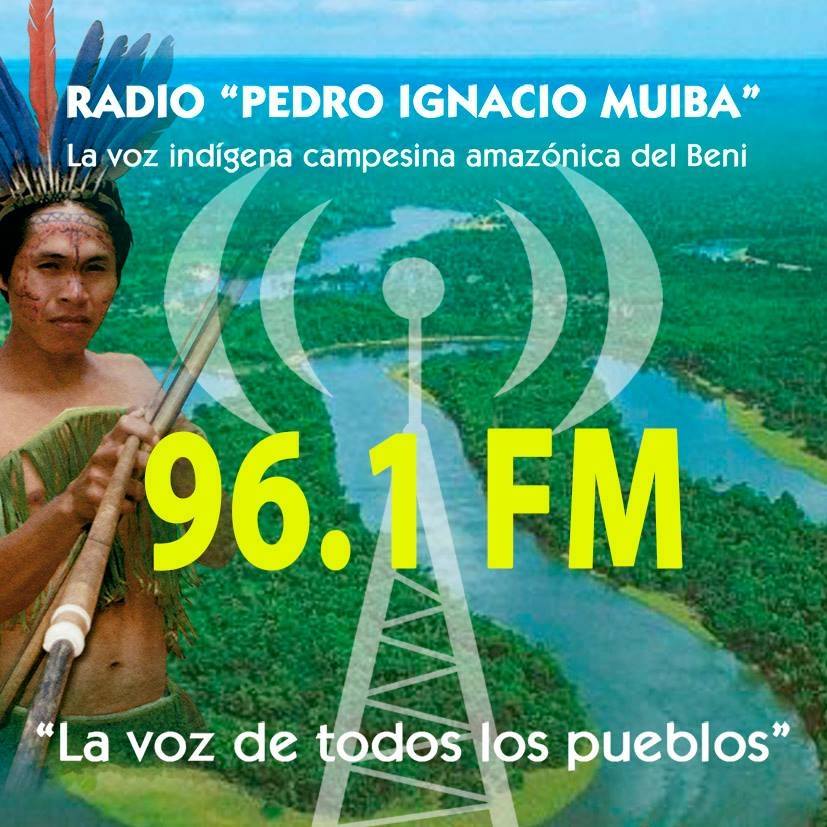 RADIO “PEDRO IGNACIO MUIBA”
La voz indígena campesina amazónica del Beni
96.1 FM
“La voz de todos los pueblos”